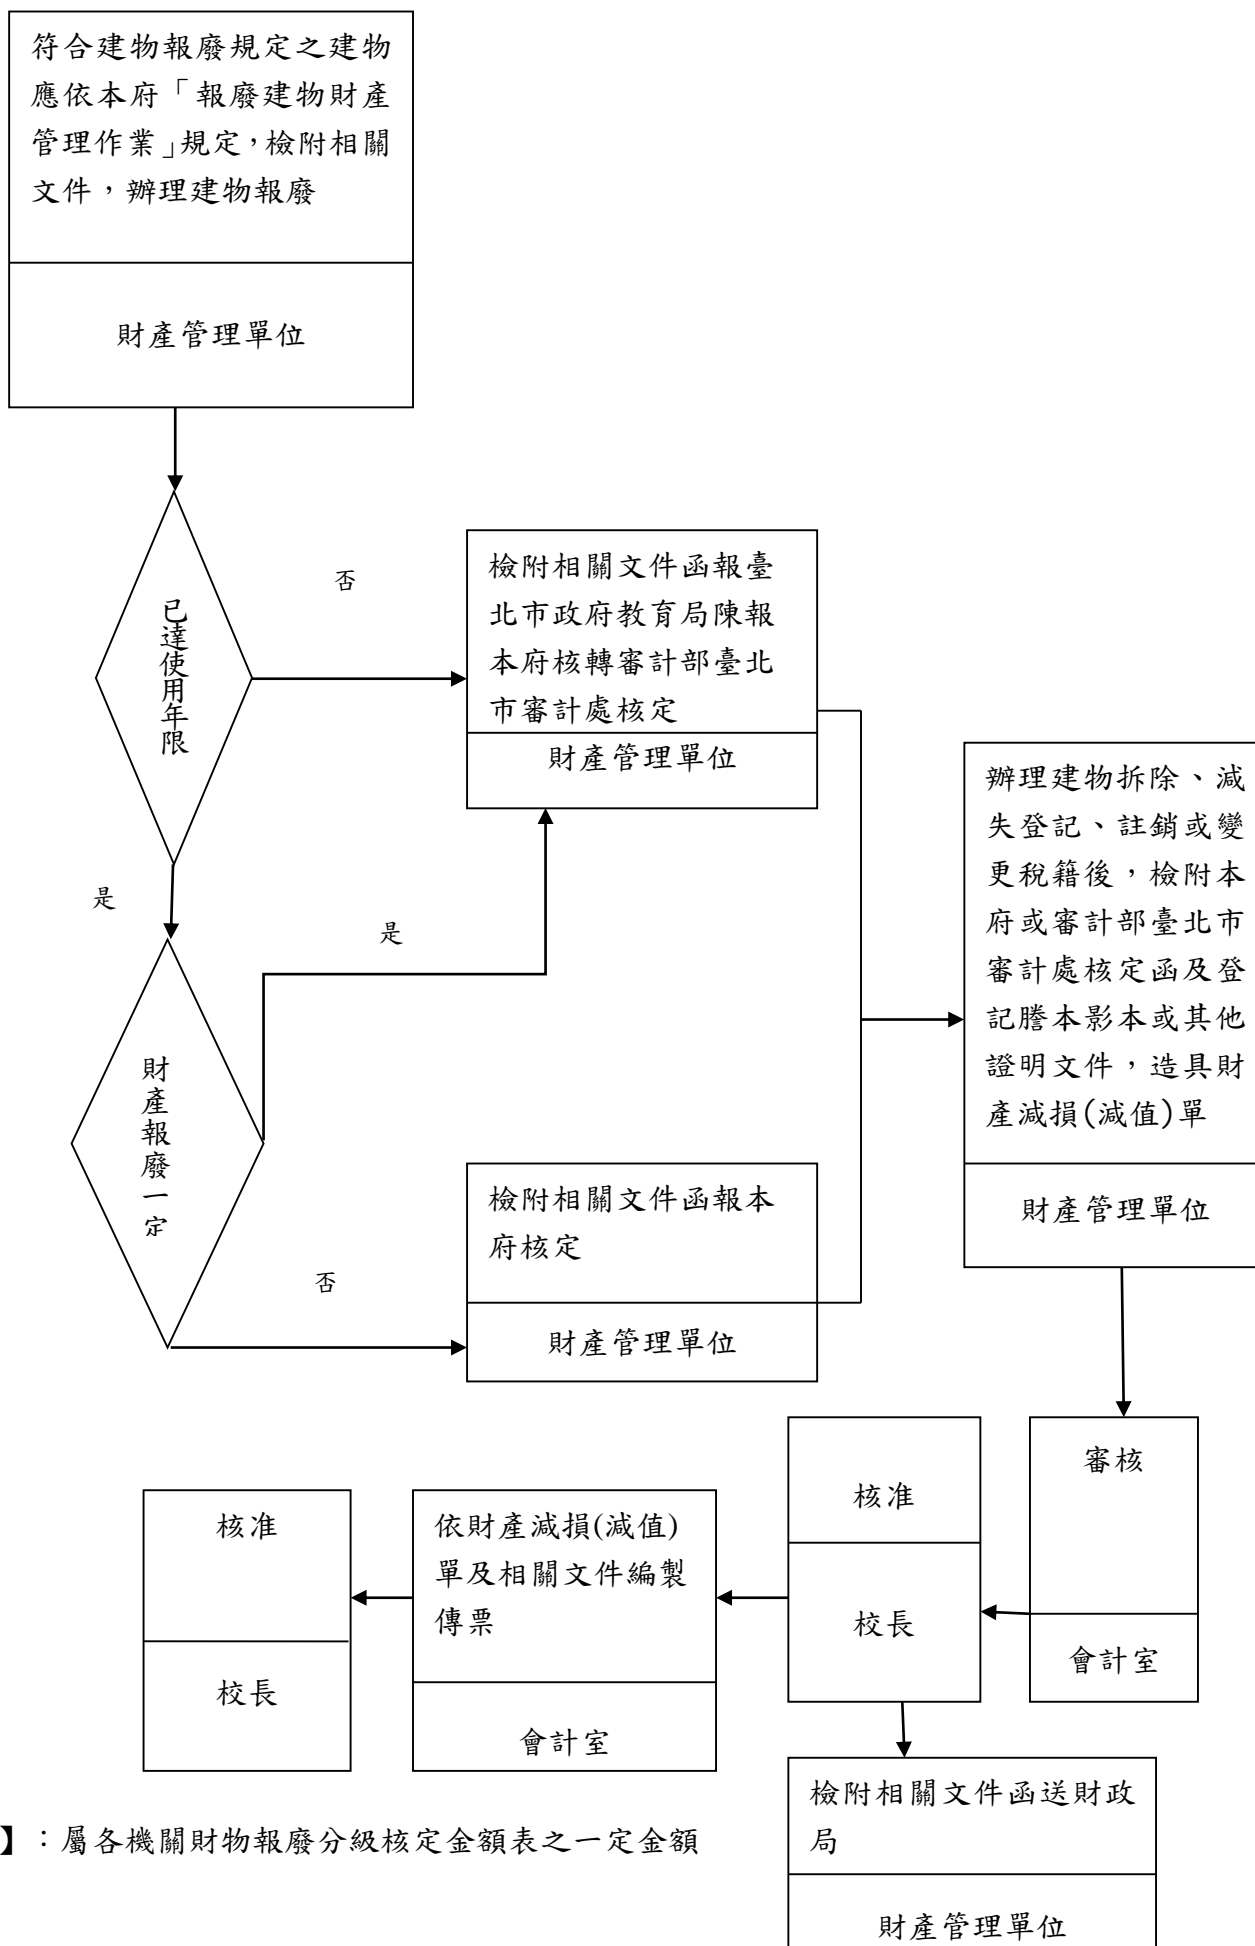 符合建物報廢規定之建物
應依本府「報廢建物財產
管理作業」規定，檢附相關
文件，辦理建物報廢
財產管理單位
已達使用年限
否
是
檢附相關文件函報臺
北市政府教育局陳報
本府核轉審計部臺北
市審計處核定
財產管理單位
財產報廢一定
是
否
檢附相關文件函報本
府核定
財產管理單位
辦理建物拆除、減
失登記、註銷或變
更稅籍後，檢附本
府或審計部臺北市
審計處核定函及登
記謄本影本或其他
證明文件，造具財
產減損(減值)單
財產管理單位
審核
會計室
核准
校長
依財產減損(減值)
單及相關文件編製
傳票
會計室
核准
校長
檢附相關文件函送財政
局
財產管理單位
】：屬各機關財物報廢分級核定金額表之一定金額